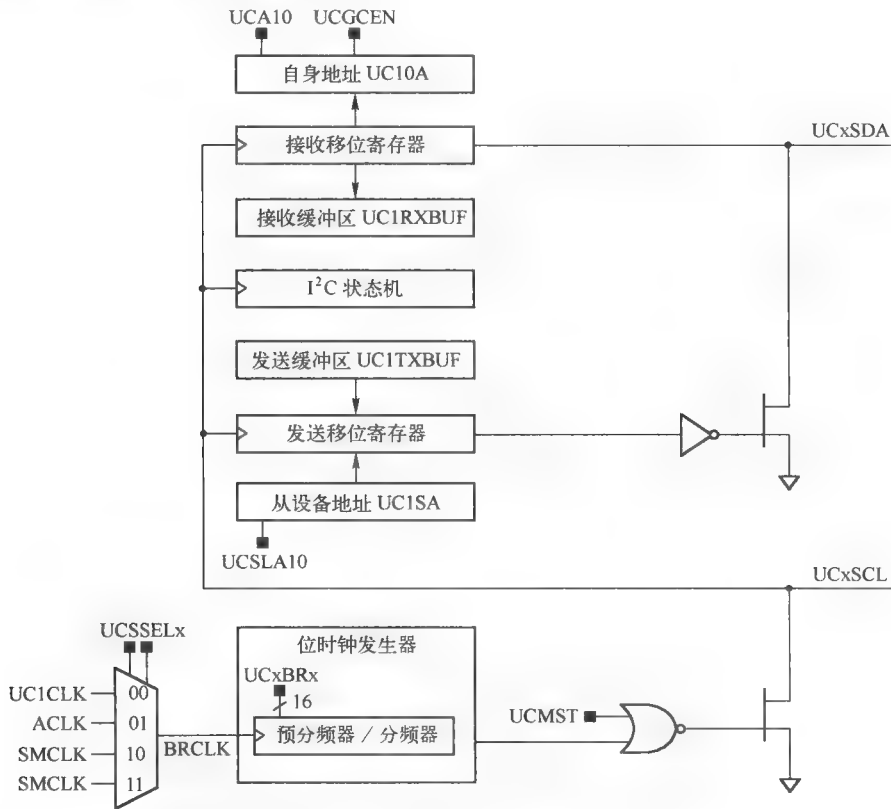 UCA10 UCGCEN
自身地址 UC10A
接收移位寄存器
UCxSDA
接收缓冲区 UC1RXBUF
I²C 状态机
发送缓冲区 UC1TXBUF
发送移位寄存器
从设备地址 UC1SA
UCSLA10
UCxSCL
UCSSELx
位时钟发生器
UCxBRx
16
UC1CLK 00
ACLK 01
SMCLK 10
SMCLK 11
BRCLK
预分频器 / 分频器
UCMST